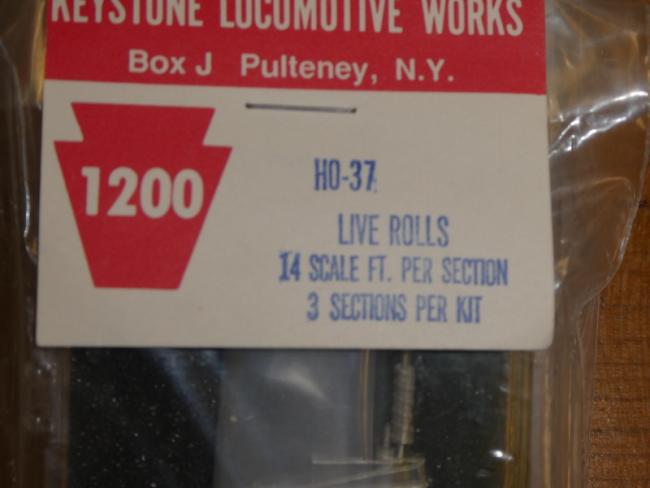 KEYSTONE LOCOMOTIVE WORKS
Box J Pulteney, N.Y.
1200
HO-37
LIVE ROLLS
14 SCALE FT. PER SECTION
3 SECTIONS PER KIT